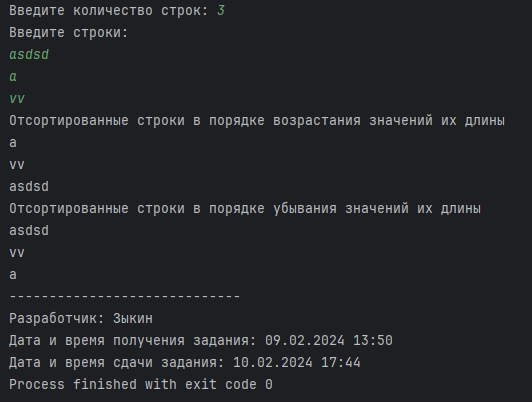 Введите количество строк: 3
Введите строки:
asdsd
a
vv
Отсортированные строки в порядке возрастания значений их длины
a
vv
asdsd
Отсортированные строки в порядке убывания значений их длины
asdsd
vv
a
-----------------------------
Разработчик: Зыкин
Дата и время получения задания: 09.02.2024 13:50
Дата и время сдачи задания: 10.02.2024 17:44
Process finished with exit code 0